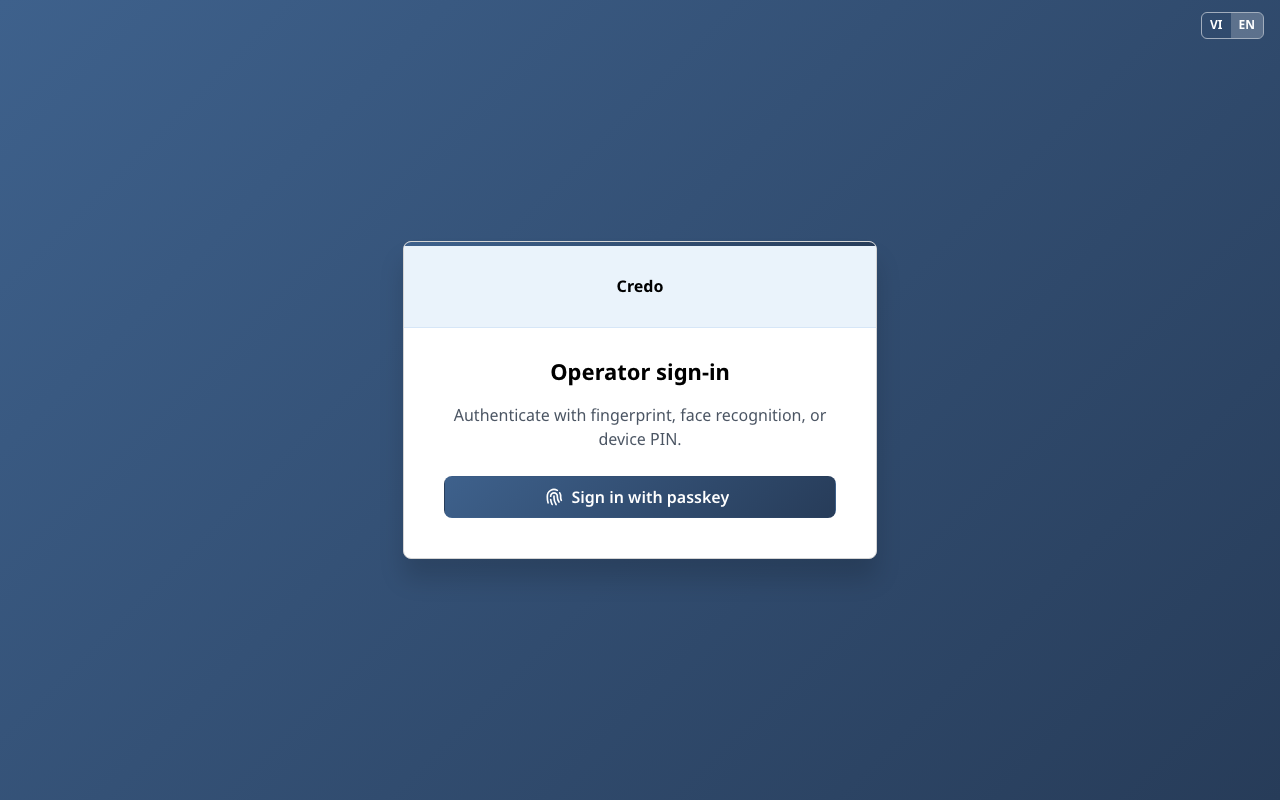 VI EN
Credo
Operator sign-in
Authenticate with fingerprint, face recognition, or
device PIN.
Sign in with passkey